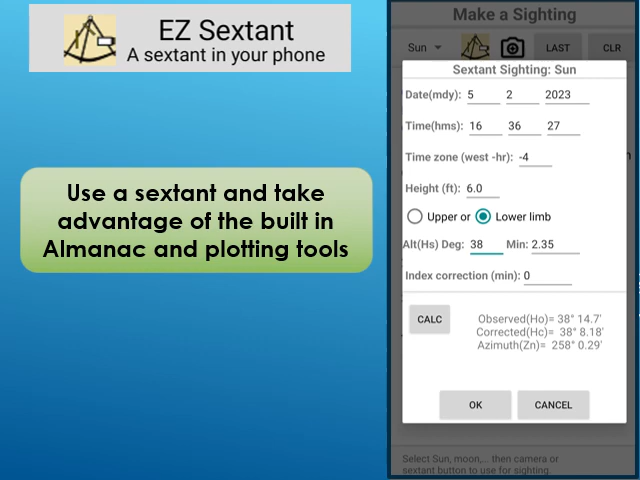 EZ Sextant
A sextant in your phone
Use a sextant and take
advantage of the built in
Almanac and plotting tools
Make a Sighting
Sun LAST CLR
Sextant Sighting: Sun
Date(mdy): 5 2 2023
Time(hms): 16 36 27
Time zone (west -hr): -4
Height (ft): 6.0
Upper or Lower limb
Alt(Hs) Deg: 38 Min: 2.35
Index correction (min): 0
CALC
Observed(Ho)= 38° 14.7'
Corrected(Hc)= 38° 8.18'
Azimuth(Zn)= 258° 0.29'
OK CANCEL
Select Sun, moon,... then camera or
sextant button to use for sighting.